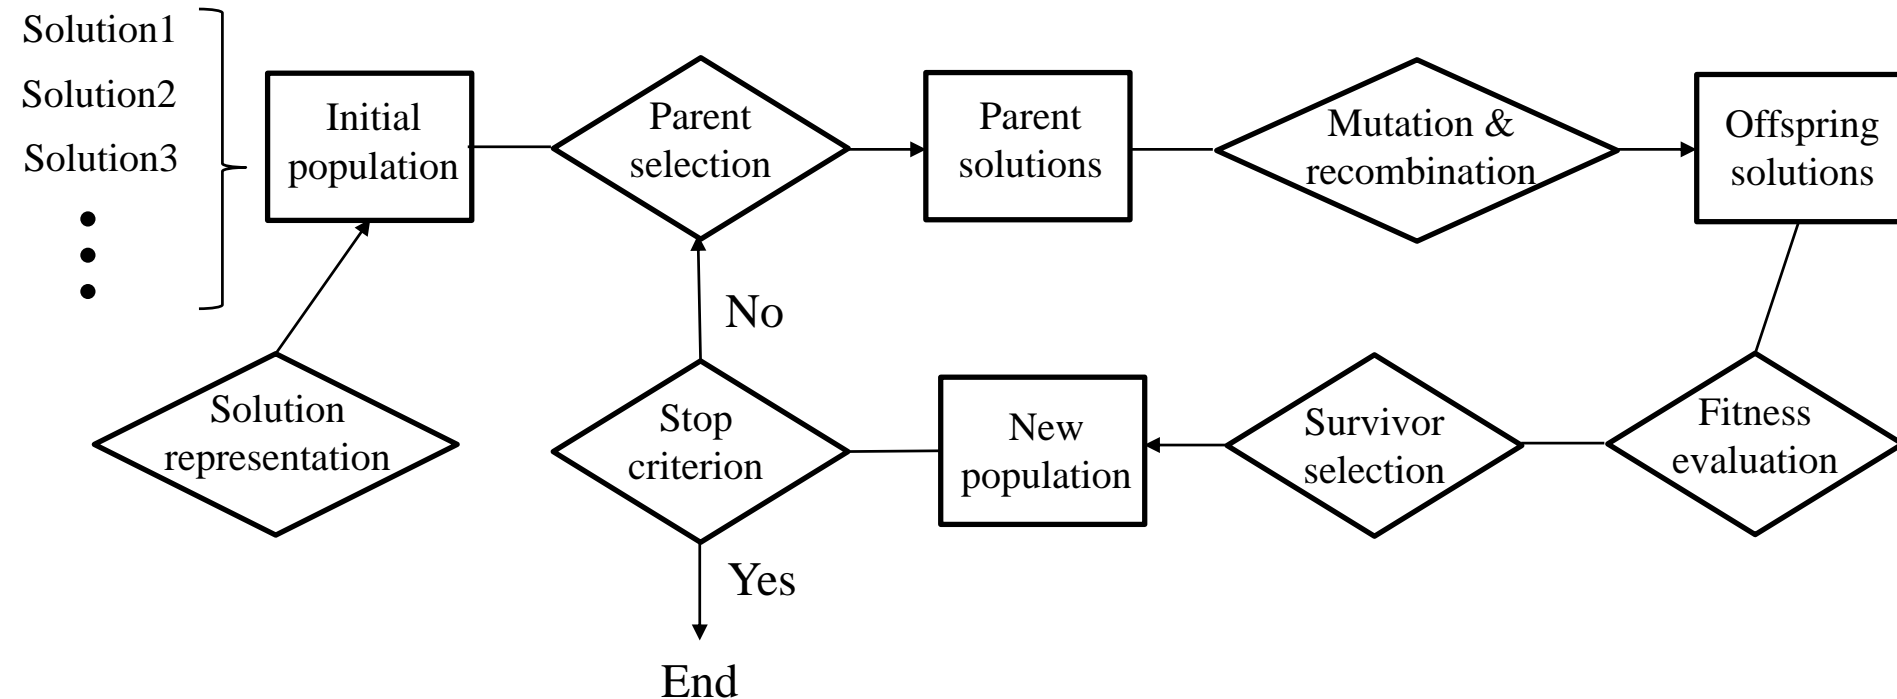 Solution1
Solution2
Solution3
Initial
population
Parent
selection
Parent
solutions
Mutation &
recombination
Offspring
solutions
No
Solution
representation
Stop
criterion
New
population
Survivor
selection
Fitness
evaluation
Yes
End